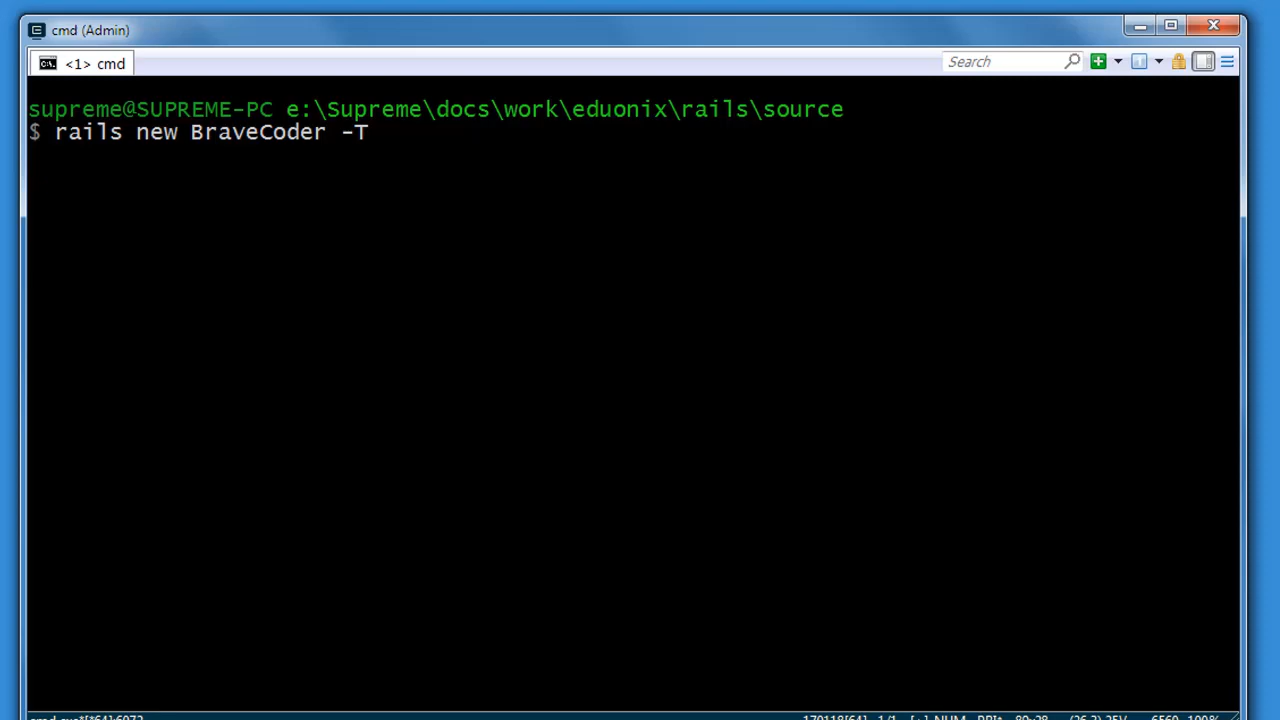 cmd (Admin)
<1> cmd
Search
supreme@SUPREME-PC e:\Supreme\docs\work\eduonix\rails\source
$ rails new BraveCoder -T